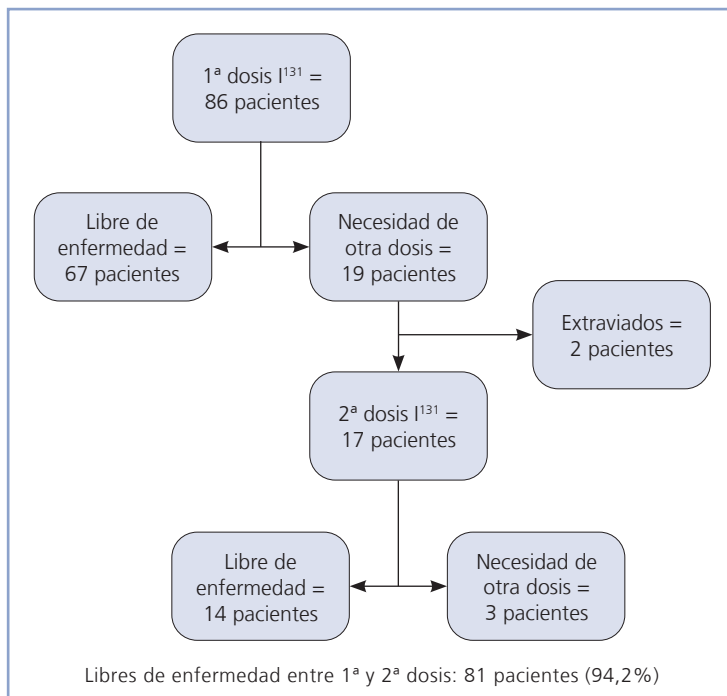 1ª dosis I¹³¹ =
86 pacientes
Libre de
enfermedad =
67 pacientes
Necesidad de
otra dosis =
19 pacientes
Extraviados =
2 pacientes
2ª dosis I¹³¹ =
17 pacientes
Libre de
enfermedad =
14 pacientes
Necesidad de
otra dosis =
3 pacientes
Libres de enfermedad entre 1ª y 2ª dosis: 81 pacientes (94,2%)